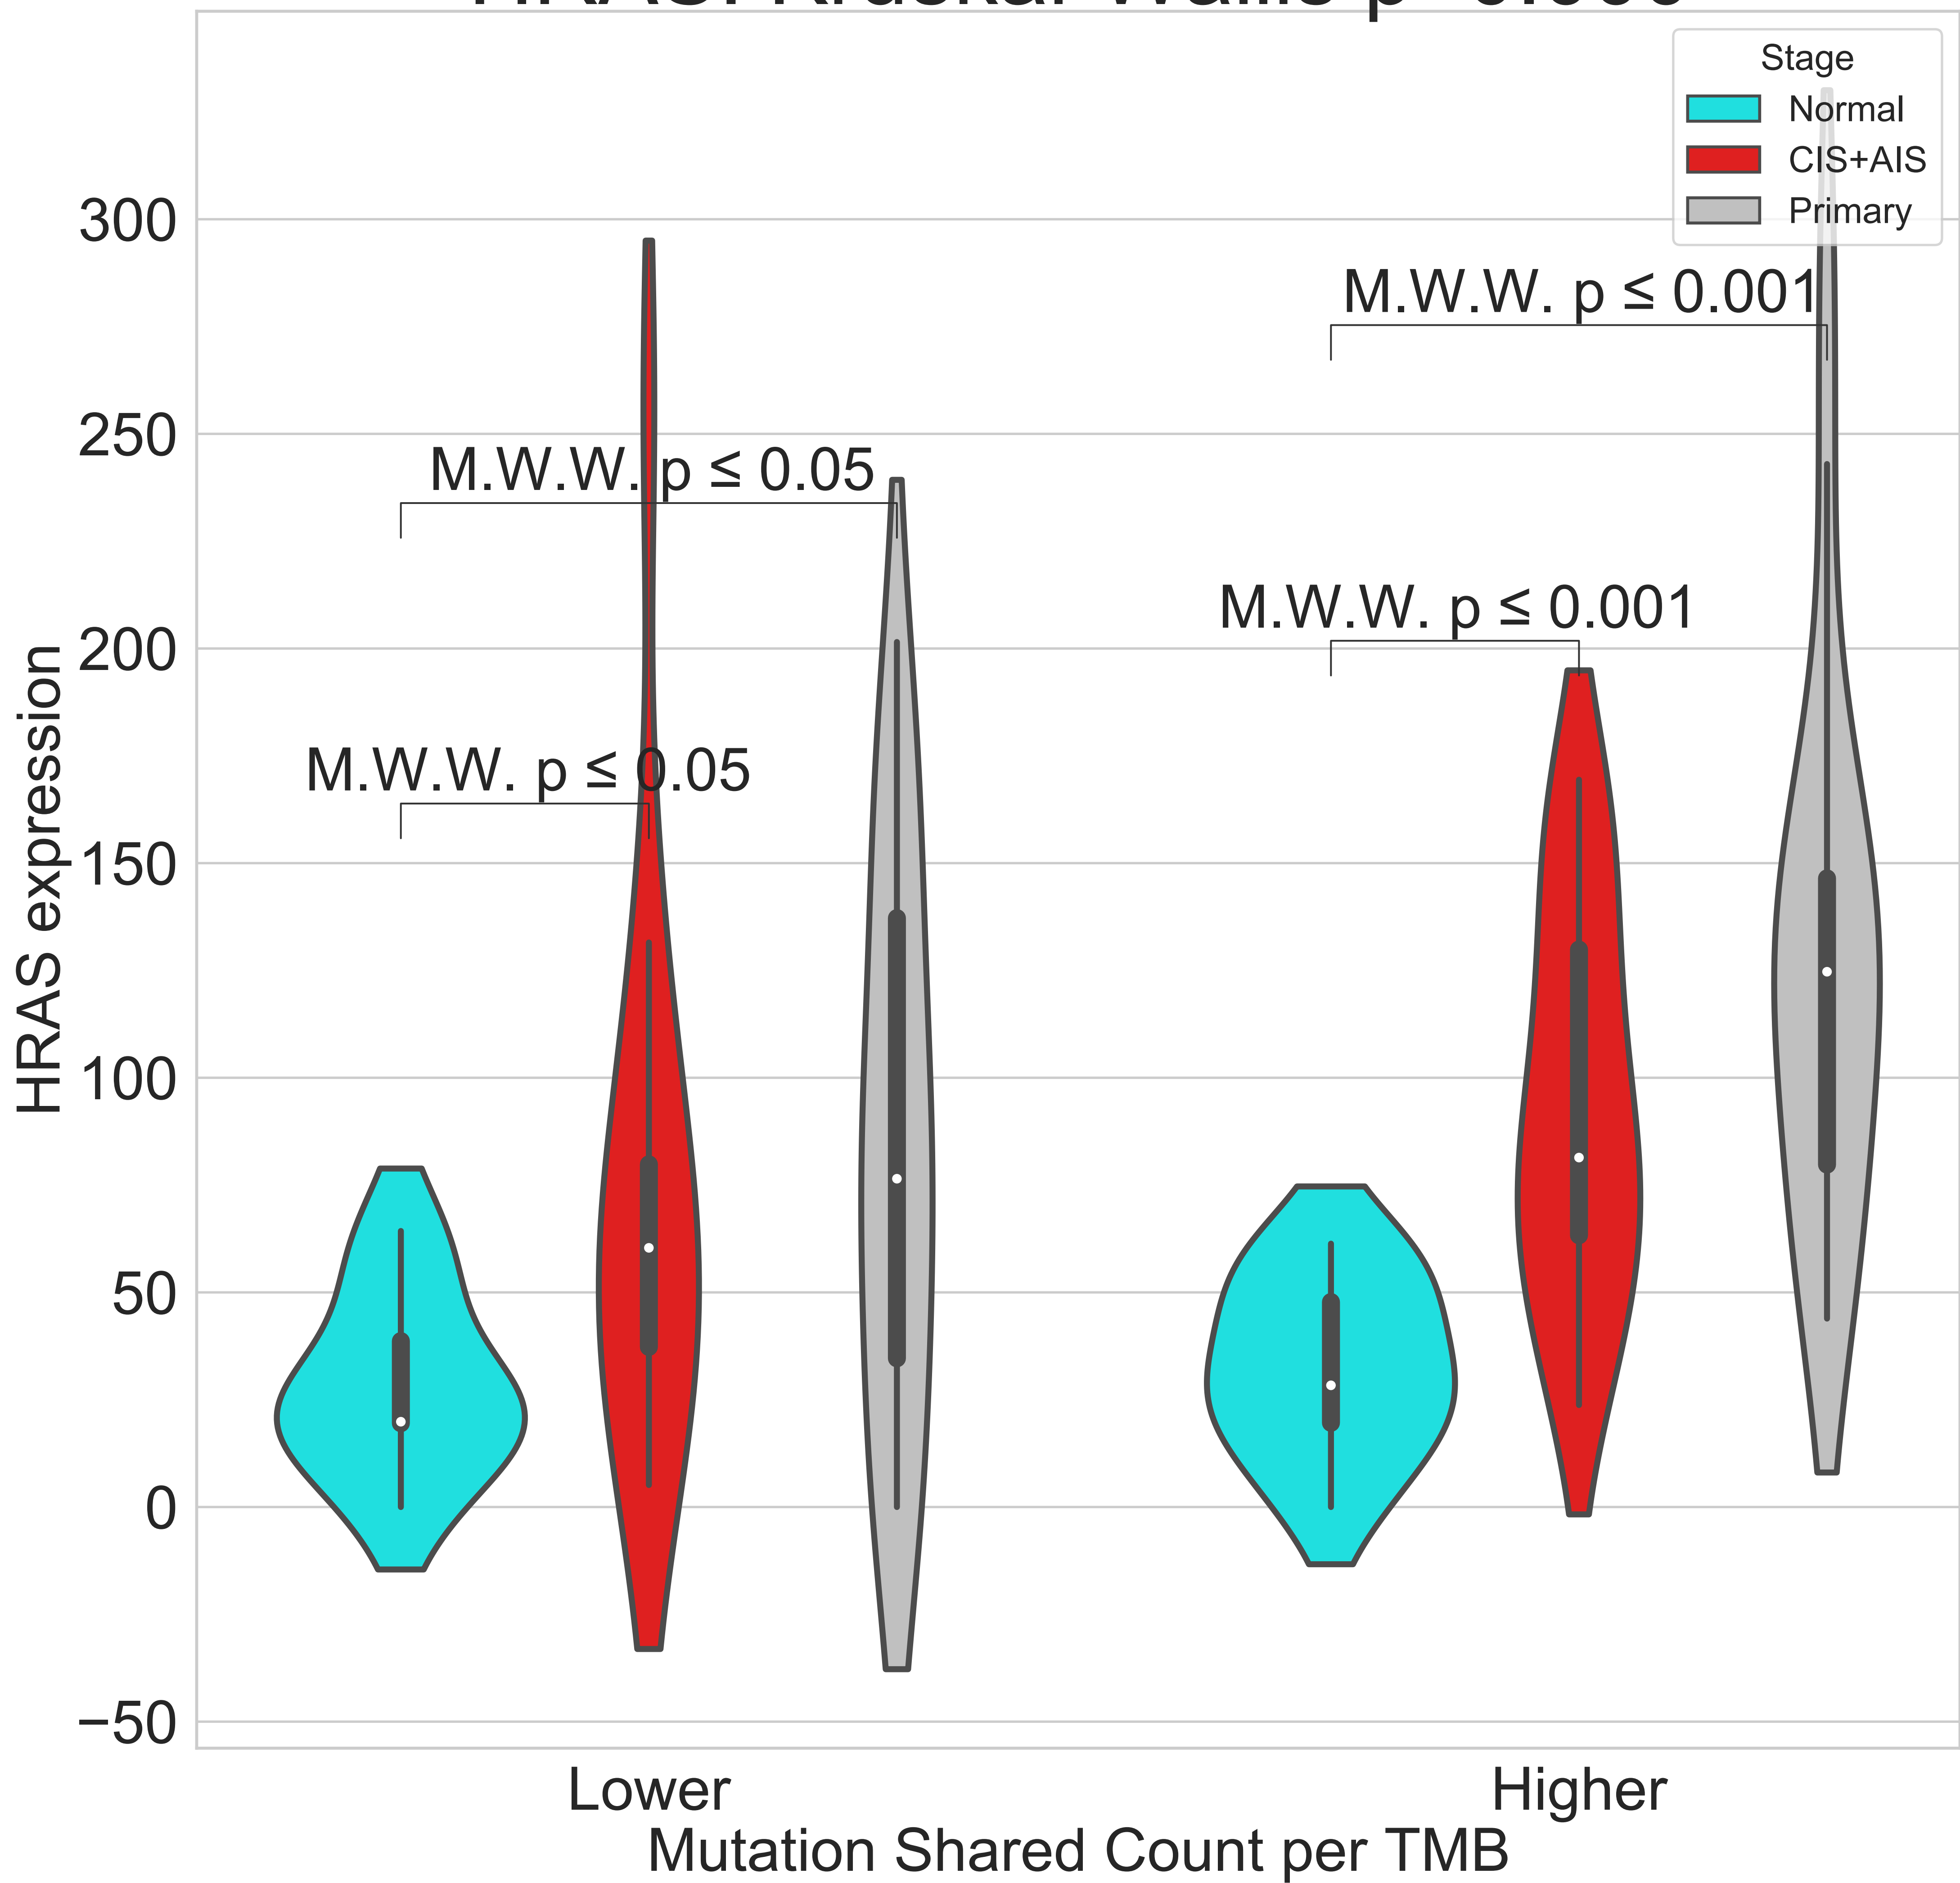 Stage
Normal
CIS+AIS
Primary
M.W.W. p ≤ 0.001
M.W.W. p ≤ 0.05
M.W.W. p ≤ 0.001
M.W.W. p ≤ 0.05
300
250
200
150
100
50
0
−50
HRAS expression
Lower
Higher
Mutation Shared Count per TMB